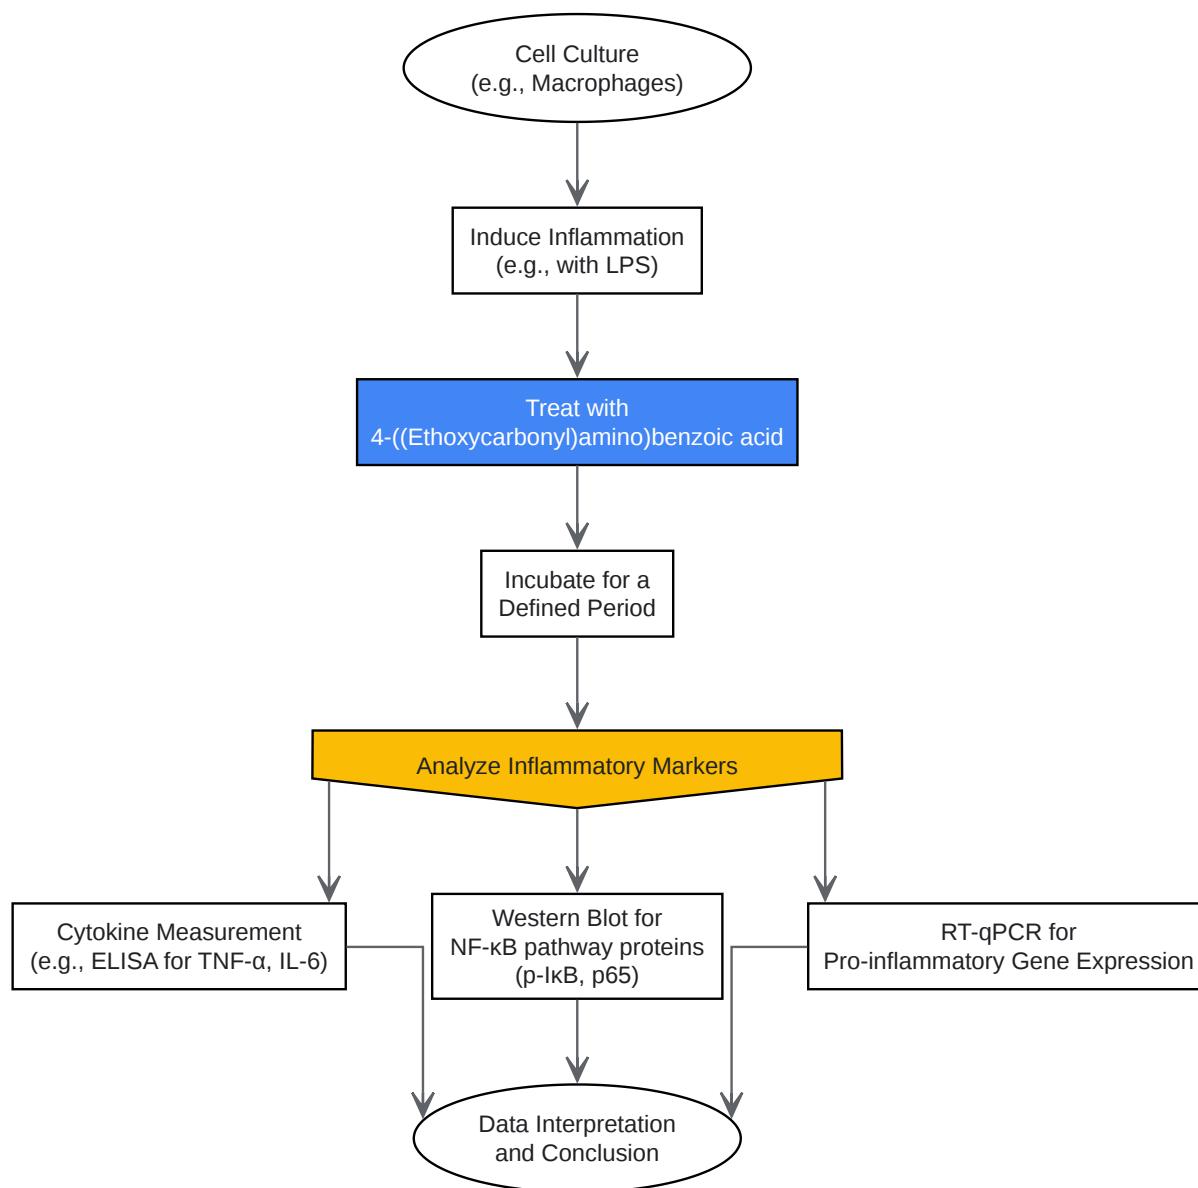 Cell Culture
(e.g., Macrophages)
Induce Inflammation
(e.g., with LPS)
Treat with
4-((Ethoxycarbonyl)amino)benzoic acid
Incubate for a
Defined Period
Analyze Inflammatory Markers
Cytokine Measurement
(e.g., ELISA for TNF-α, IL-6)
Western Blot for
NF-κB pathway proteins
(p-IκB, p65)
RT-qPCR for
Pro-inflammatory Gene Expression
Data Interpretation
and Conclusion